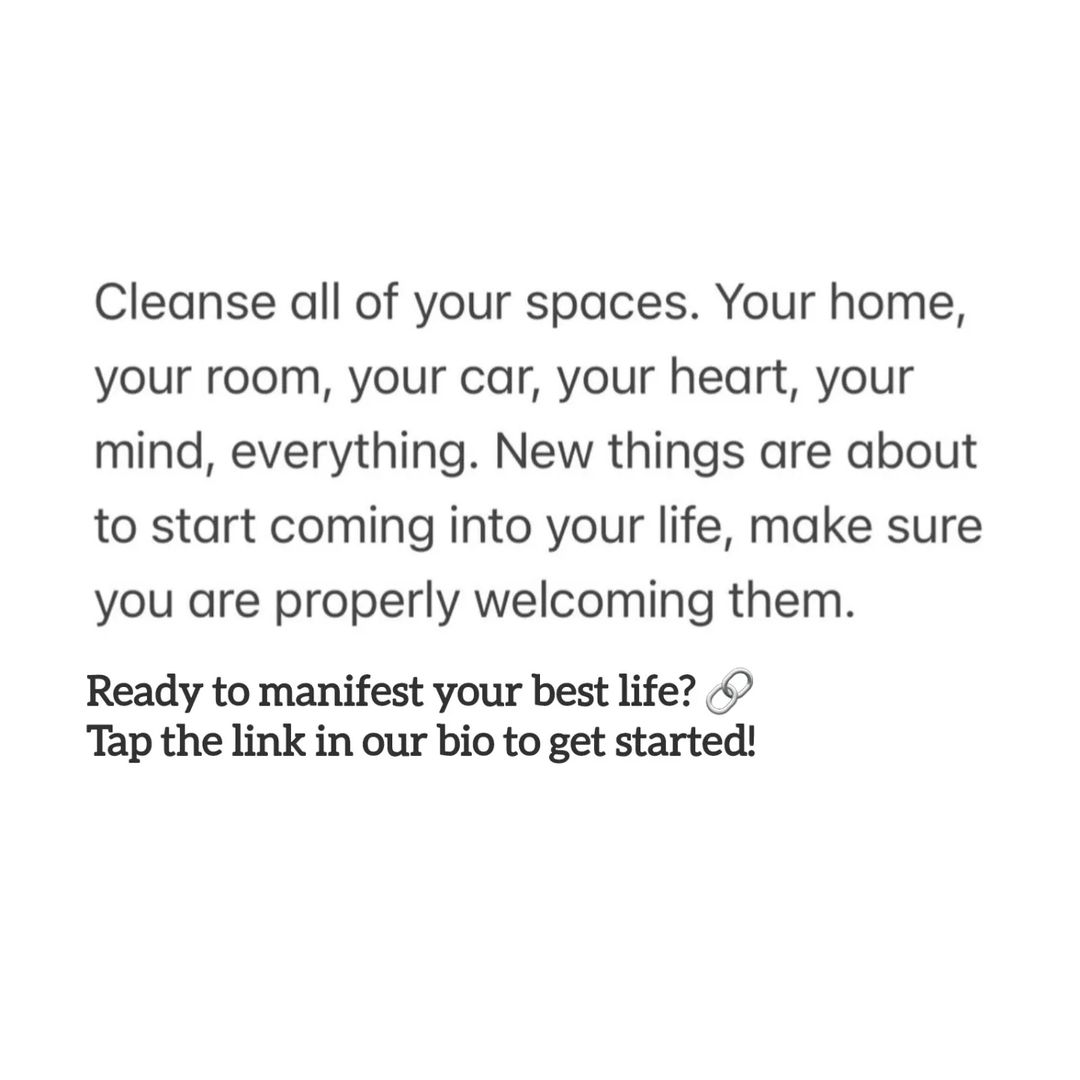 Cleanse all of your spaces. Your home,
your room, your car, your heart, your
mind, everything. New things are about
to start coming into your life, make sure
you are properly welcoming them.
Ready to manifest your best life? 🔗
Tap the link in our bio to get started!